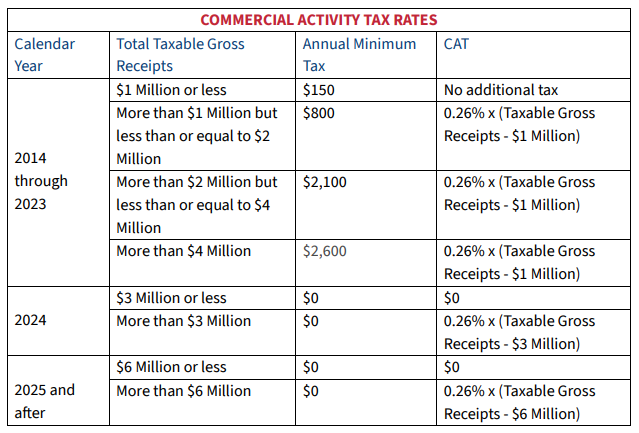 COMMERCIAL ACTIVITY TAX RATES
Calendar
Year
Total Taxable Gross
Receipts
Annual Minimum
Tax
CAT
2014
through
2023
$1 Million or less
$150
No additional tax
More than $1 Million but
less than or equal to $2
Million
$800
0.26% x (Taxable Gross
Receipts - $1 Million)
More than $2 Million but
less than or equal to $4
Million
$2,100
0.26% x (Taxable Gross
Receipts - $1 Million)
More than $4 Million
$2,600
0.26% x (Taxable Gross
Receipts - $1 Million)
2024
$3 Million or less
$0
$0
More than $3 Million
$0
0.26% x (Taxable Gross
Receipts - $3 Million)
2025 and
after
$6 Million or less
$0
$0
More than $6 Million
$0
0.26% x (Taxable Gross
Receipts - $6 Million)